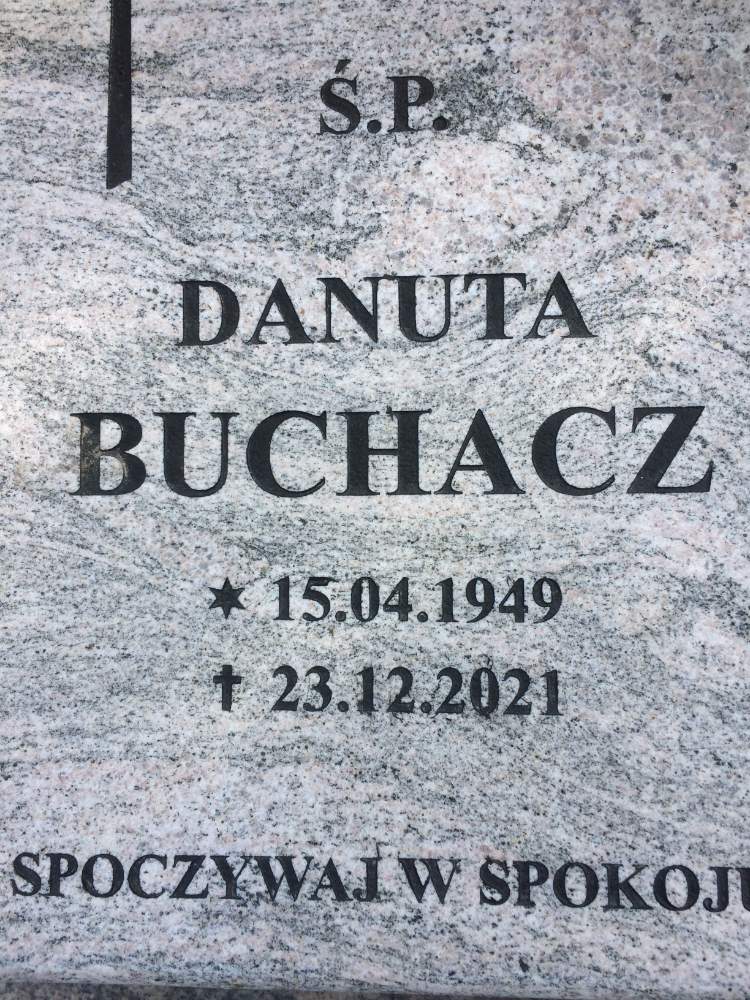 Ś.P.
DANUTA
BUCHACZ
✶ 15.04.1949
✝ 23.12.2021
SPOCZYWAJ W SPOKOJU